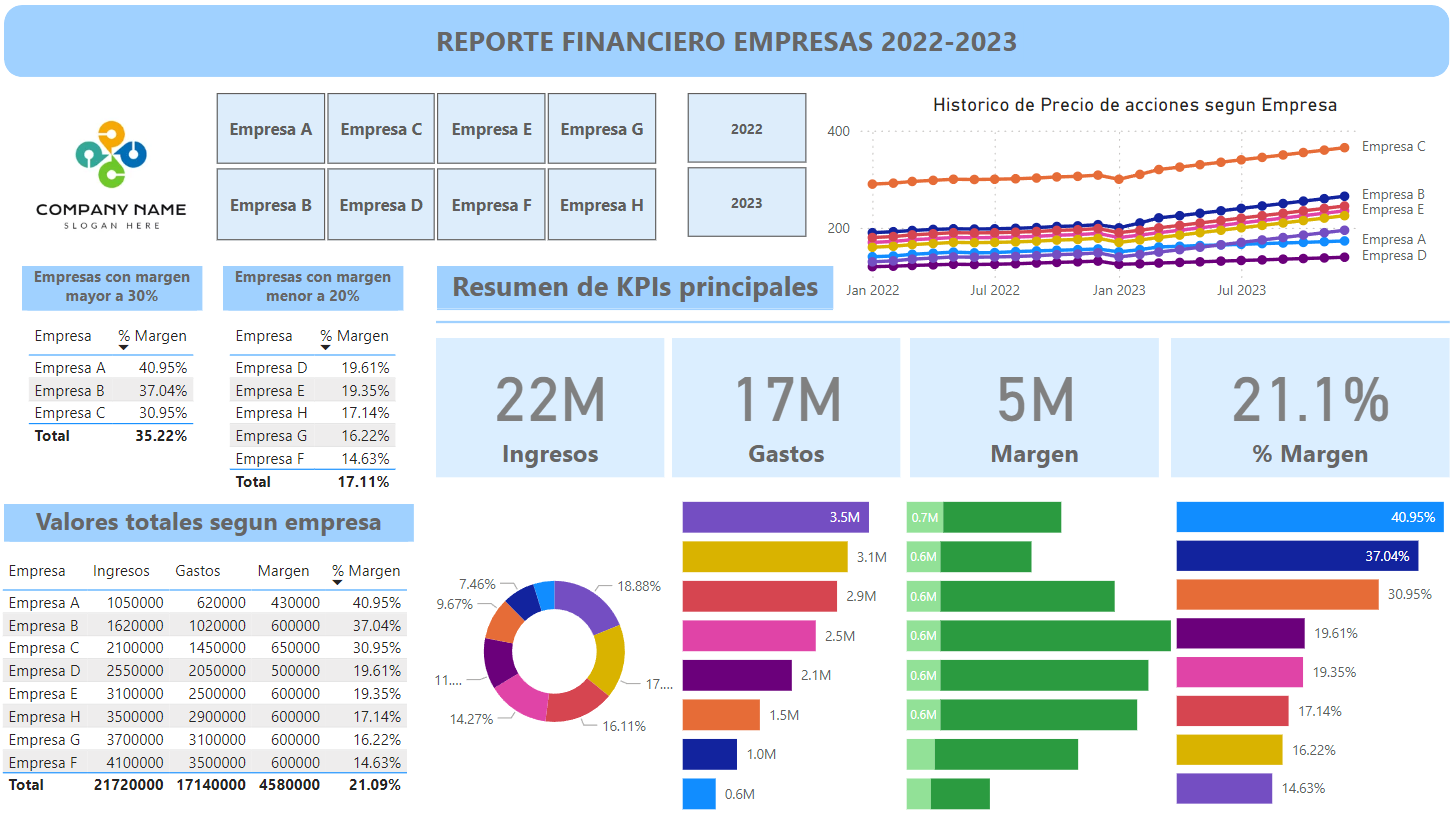 REPORTE FINANCIERO EMPRESAS 2022-2023
COMPANY NAME
SLOGAN HERE
Empresa A Empresa C Empresa E Empresa G
Empresa B Empresa D Empresa F Empresa H
2022
2023
Historico de Precio de acciones segun Empresa
400
200
Empresa C
Empresa B
Empresa E
Empresa A
Empresa D
Jan 2022 Jul 2022 Jan 2023 Jul 2023
Empresas con margen
mayor a 30%
Empresa % Margen
Empresa A 40.95%
Empresa B 37.04%
Empresa C 30.95%
Total 35.22%
Empresas con margen
menor a 20%
Empresa % Margen
Empresa D 19.61%
Empresa E 19.35%
Empresa H 17.14%
Empresa G 16.22%
Empresa F 14.63%
Total 17.11%
Resumen de KPIs principales
22M
Ingresos
17M
Gastos
5M
Margen
21.1%
% Margen
Valores totales segun empresa
Empresa Ingresos Gastos Margen % Margen
Empresa A 1050000 620000 430000 40.95%
Empresa B 1620000 1020000 600000 37.04%
Empresa C 2100000 1450000 650000 30.95%
Empresa D 2550000 2050000 500000 19.61%
Empresa E 3100000 2500000 600000 19.35%
Empresa H 3500000 2900000 600000 17.14%
Empresa G 3700000 3100000 600000 16.22%
Empresa F 4100000 3500000 600000 14.63%
Total 21720000 17140000 4580000 21.09%
18.88%
17....
16.11%
14.27%
11....
9.67%
7.46%
3.5M
3.1M
2.9M
2.5M
2.1M
1.5M
1.0M
0.6M
0.7M
0.6M
0.6M
0.6M
0.6M
0.6M
40.95%
37.04%
30.95%
19.61%
19.35%
17.14%
16.22%
14.63%